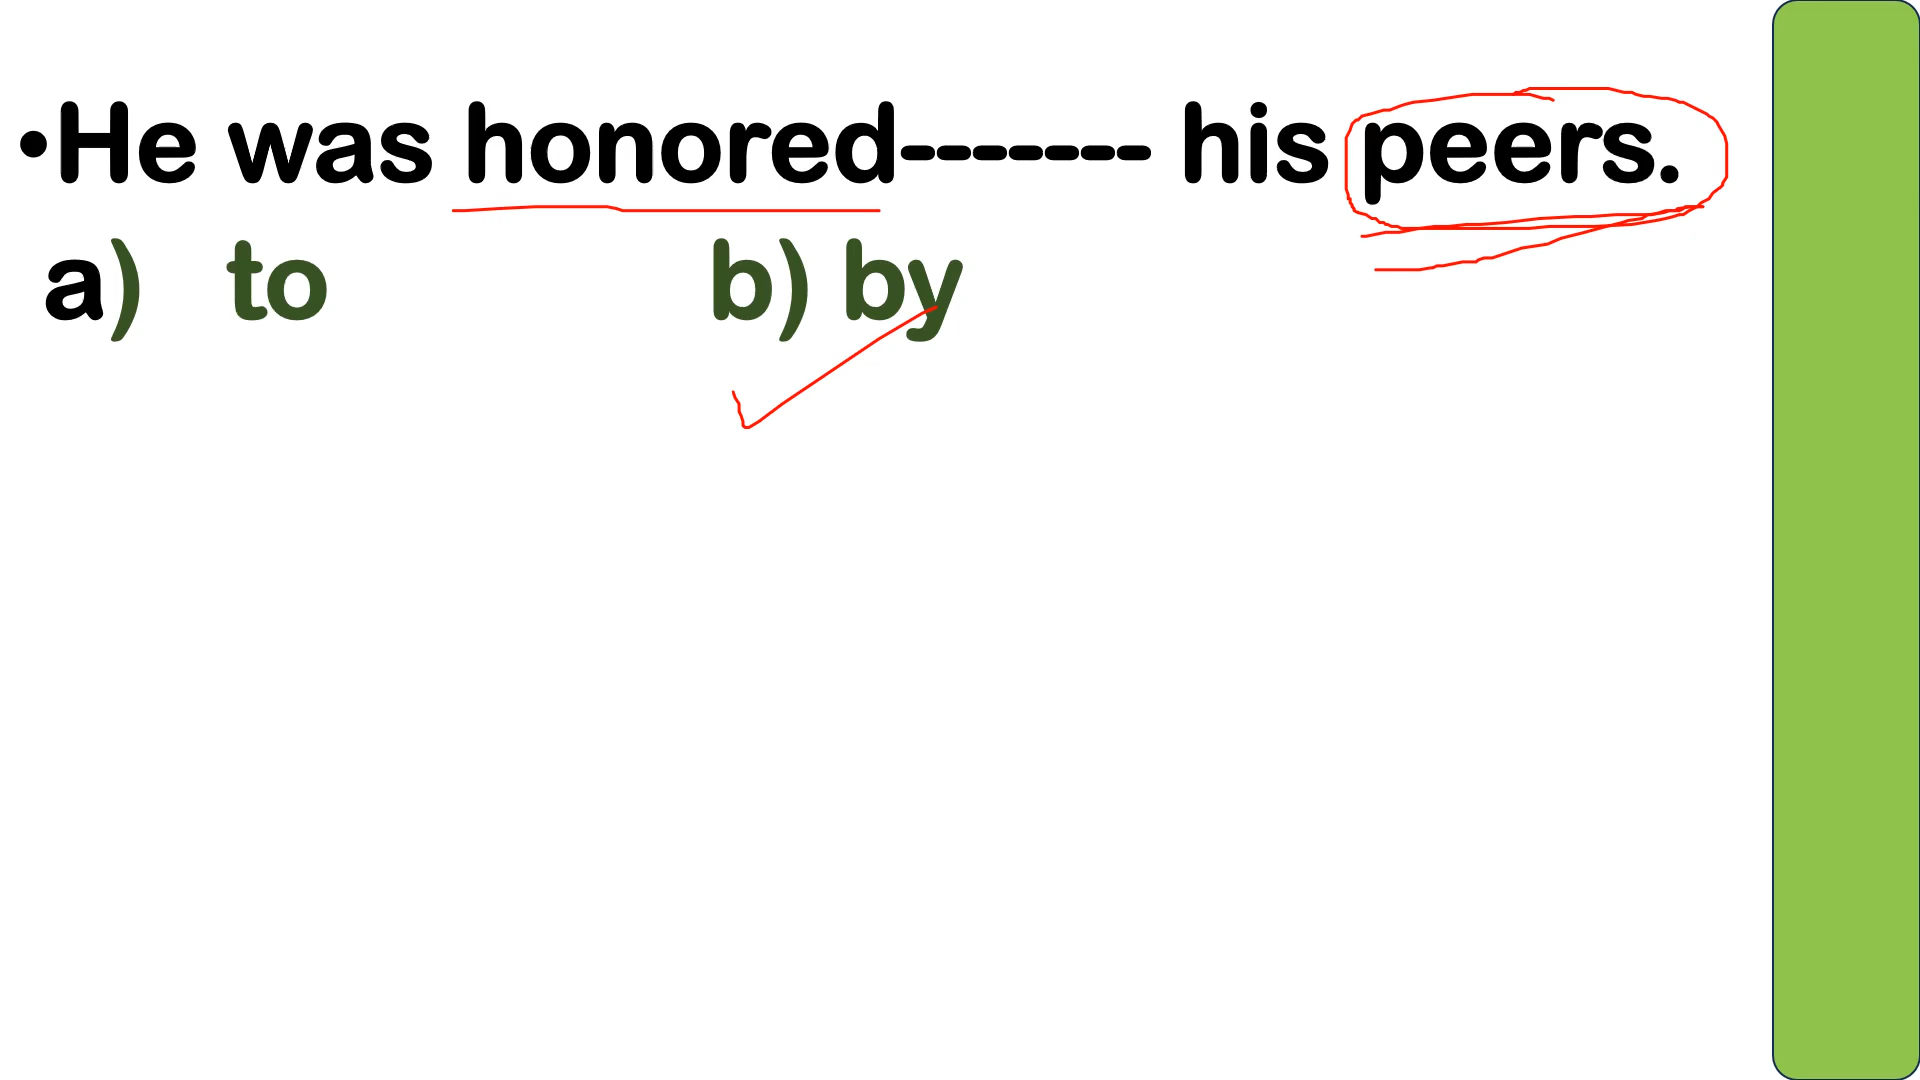 •He was honored------- his peers.
a) to b) by